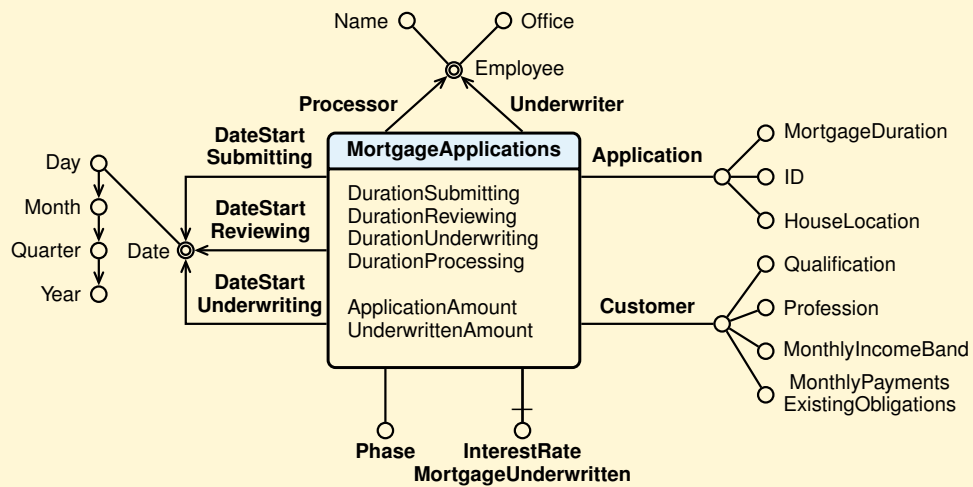 Name
Office
Employee
Processor
Underwriter
DateStart
Submitting
MortgageApplications
Application
MortgageDuration
ID
HouseLocation
Day
Month
Quarter
Year
Date
DateStart
Reviewing
DateStart
Underwriting
DurationSubmitting
DurationReviewing
DurationUnderwriting
DurationProcessing
ApplicationAmount
UnderwrittenAmount
Customer
Qualification
Profession
MonthlyIncomeBand
MonthlyPayments
ExistingObligations
Phase
InterestRate
MortgageUnderwritten